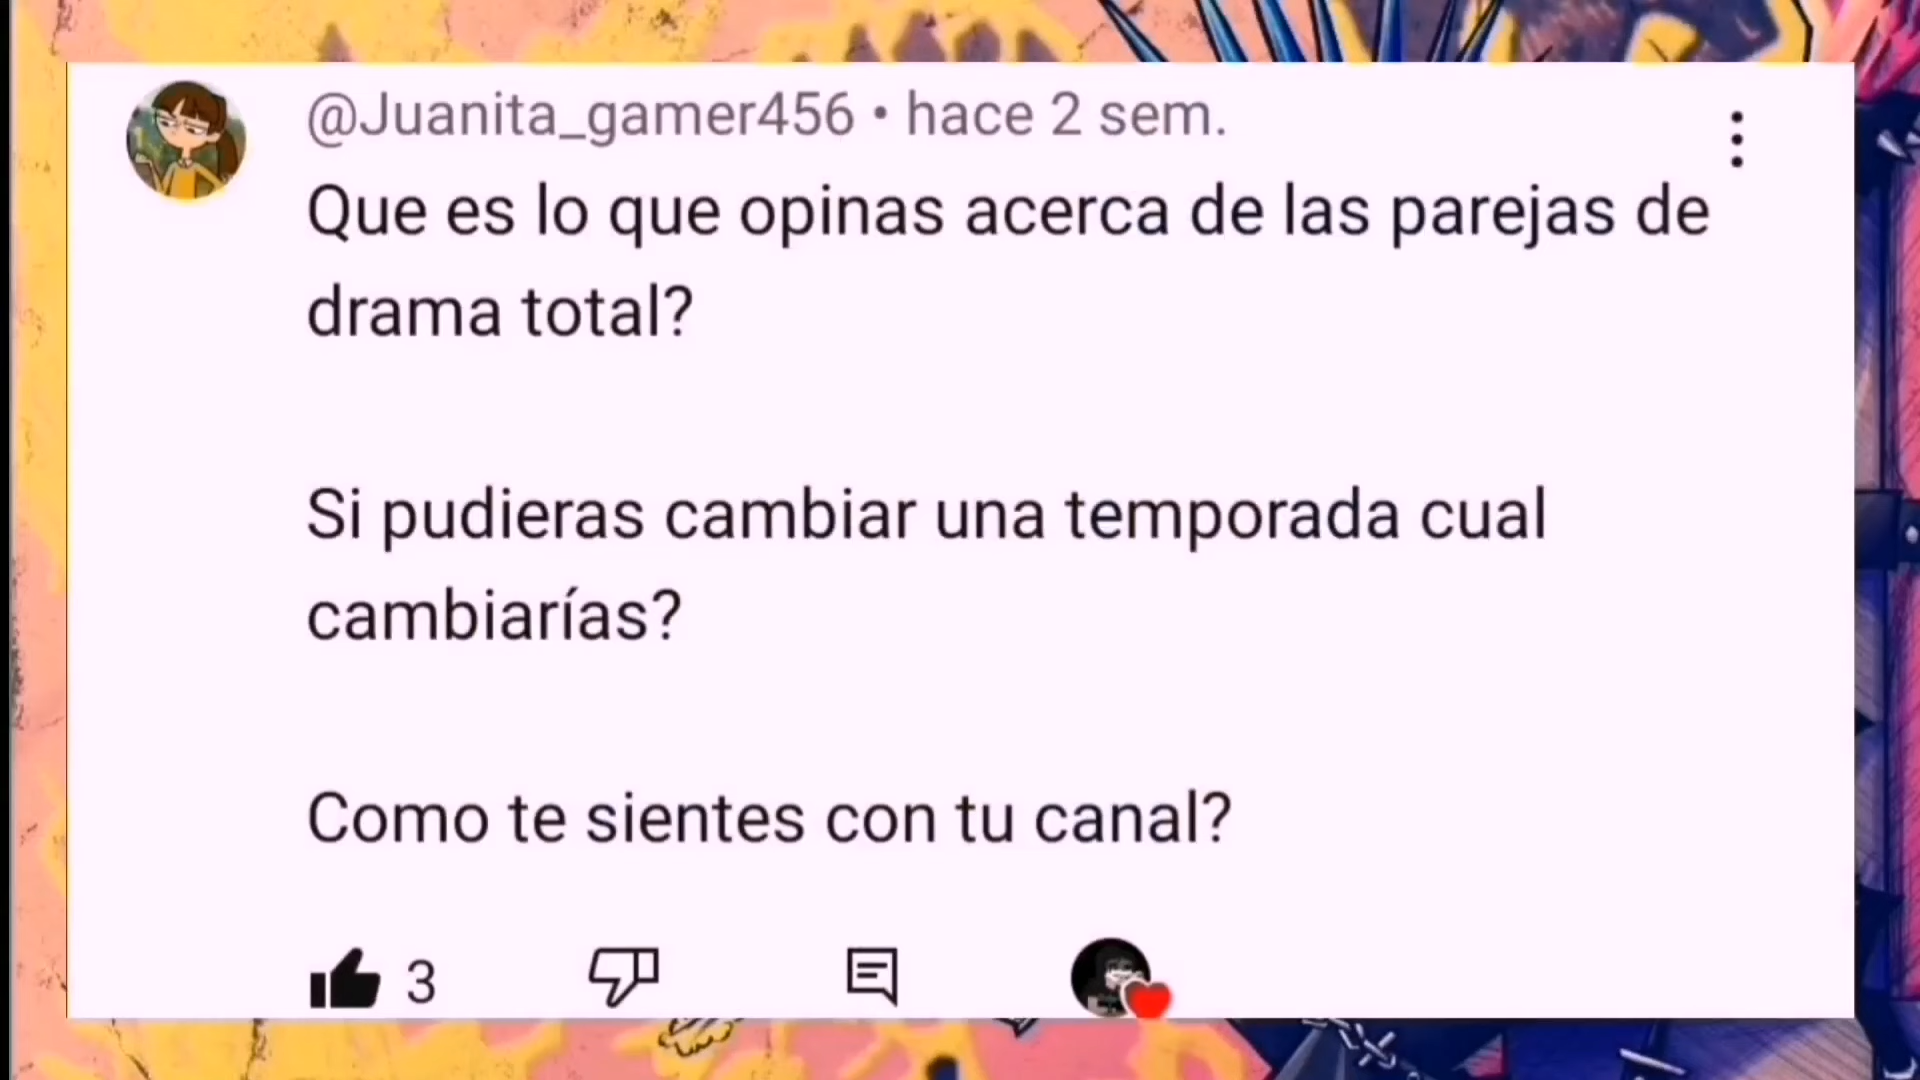 @Juanita_gamer456 • hace 2 sem.
Que es lo que opinas acerca de las parejas de
drama total?
Si pudieras cambiar una temporada cual
cambiarías?
Como te sientes con tu canal?
3